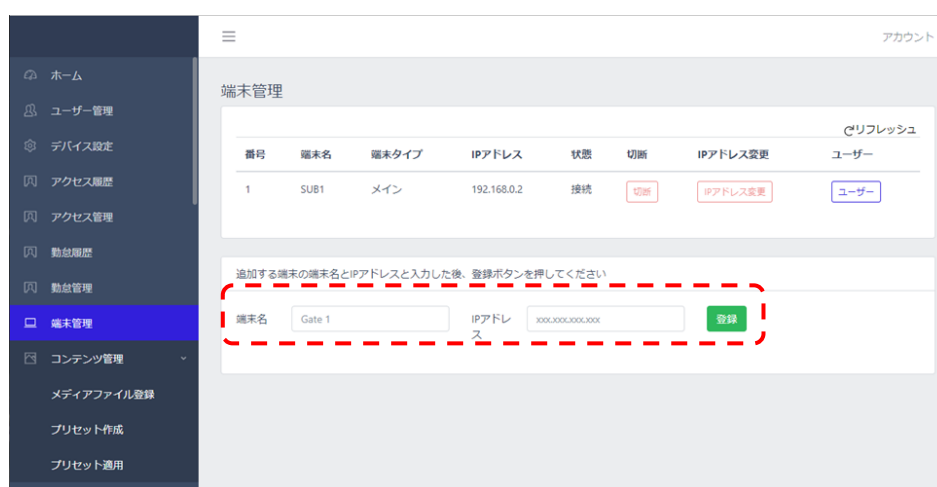 アカウント
ホーム
ユーザー管理
デバイス設定
アクセス履歴
アクセス管理
勤怠履歴
勤怠管理
端末管理
コンテンツ管理
メディアファイル登録
プリセット作成
プリセット適用
端末管理
リフレッシュ
番号 端末名 端末タイプ IPアドレス 状態 切断 IPアドレス変更 ユーザー
1 SUB1 メイン 192.168.0.2 接続 切断 IPアドレス変更 ユーザー
追加する端末の端末名とIPアドレスと入力した後、登録ボタンを押してください
端末名 Gate 1 IPアドレ xxx.xxx.xxx.xxx 登録
ス